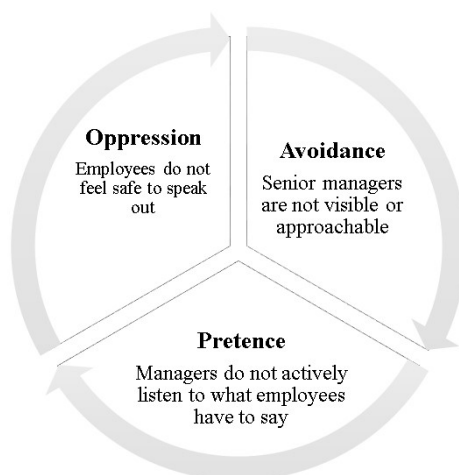 Oppression
Employees do not
feel safe to speak
out
Avoidance
Senior managers
are not visible or
approachable
Pretence
Managers do not actively
listen to what employees
have to say